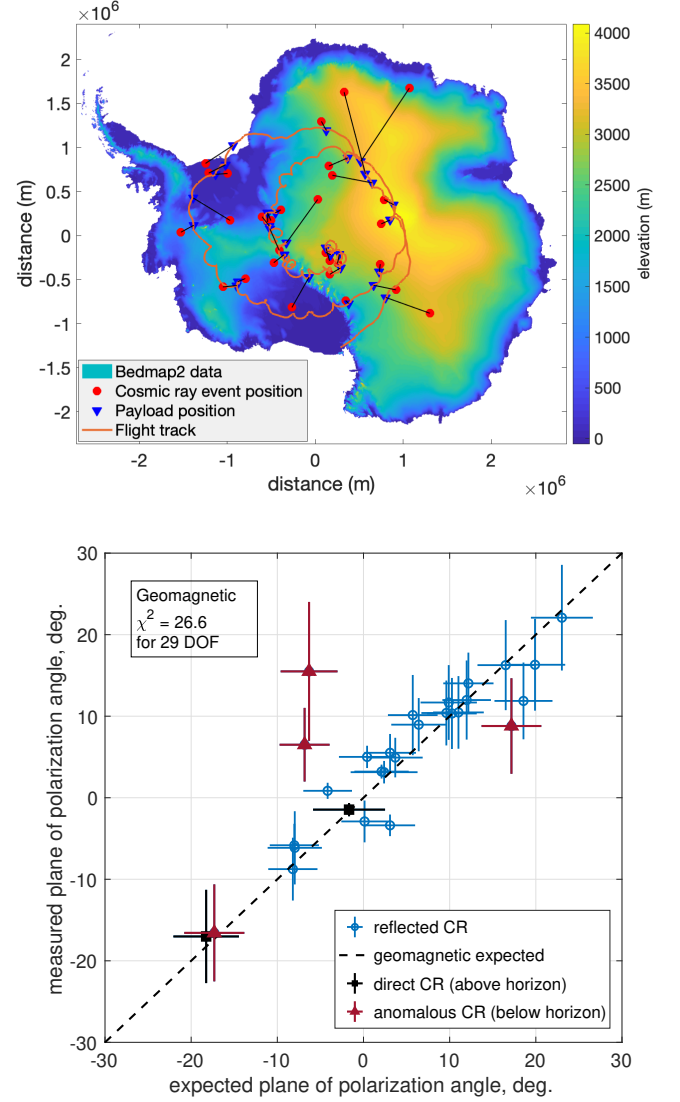 ×10⁶
2
1.5
1
0.5
0
-0.5
-1
-1.5
-2
distance (m)
-2 -1 0 1 2
distance (m)
×10⁶
Bedmap2 data
Cosmic ray event position
Payload position
Flight track
4000
3500
3000
2500
2000
1500
1000
500
0
elevation (m)
30
20
10
0
-10
-20
-30
measured plane of polarization angle, deg.
Geomagnetic
χ² = 26.6
for 29 DOF
reflected CR
geomagnetic expected
direct CR (above horizon)
anomalous CR (below horizon)
-30 -20 -10 0 10 20 30
expected plane of polarization angle, deg.